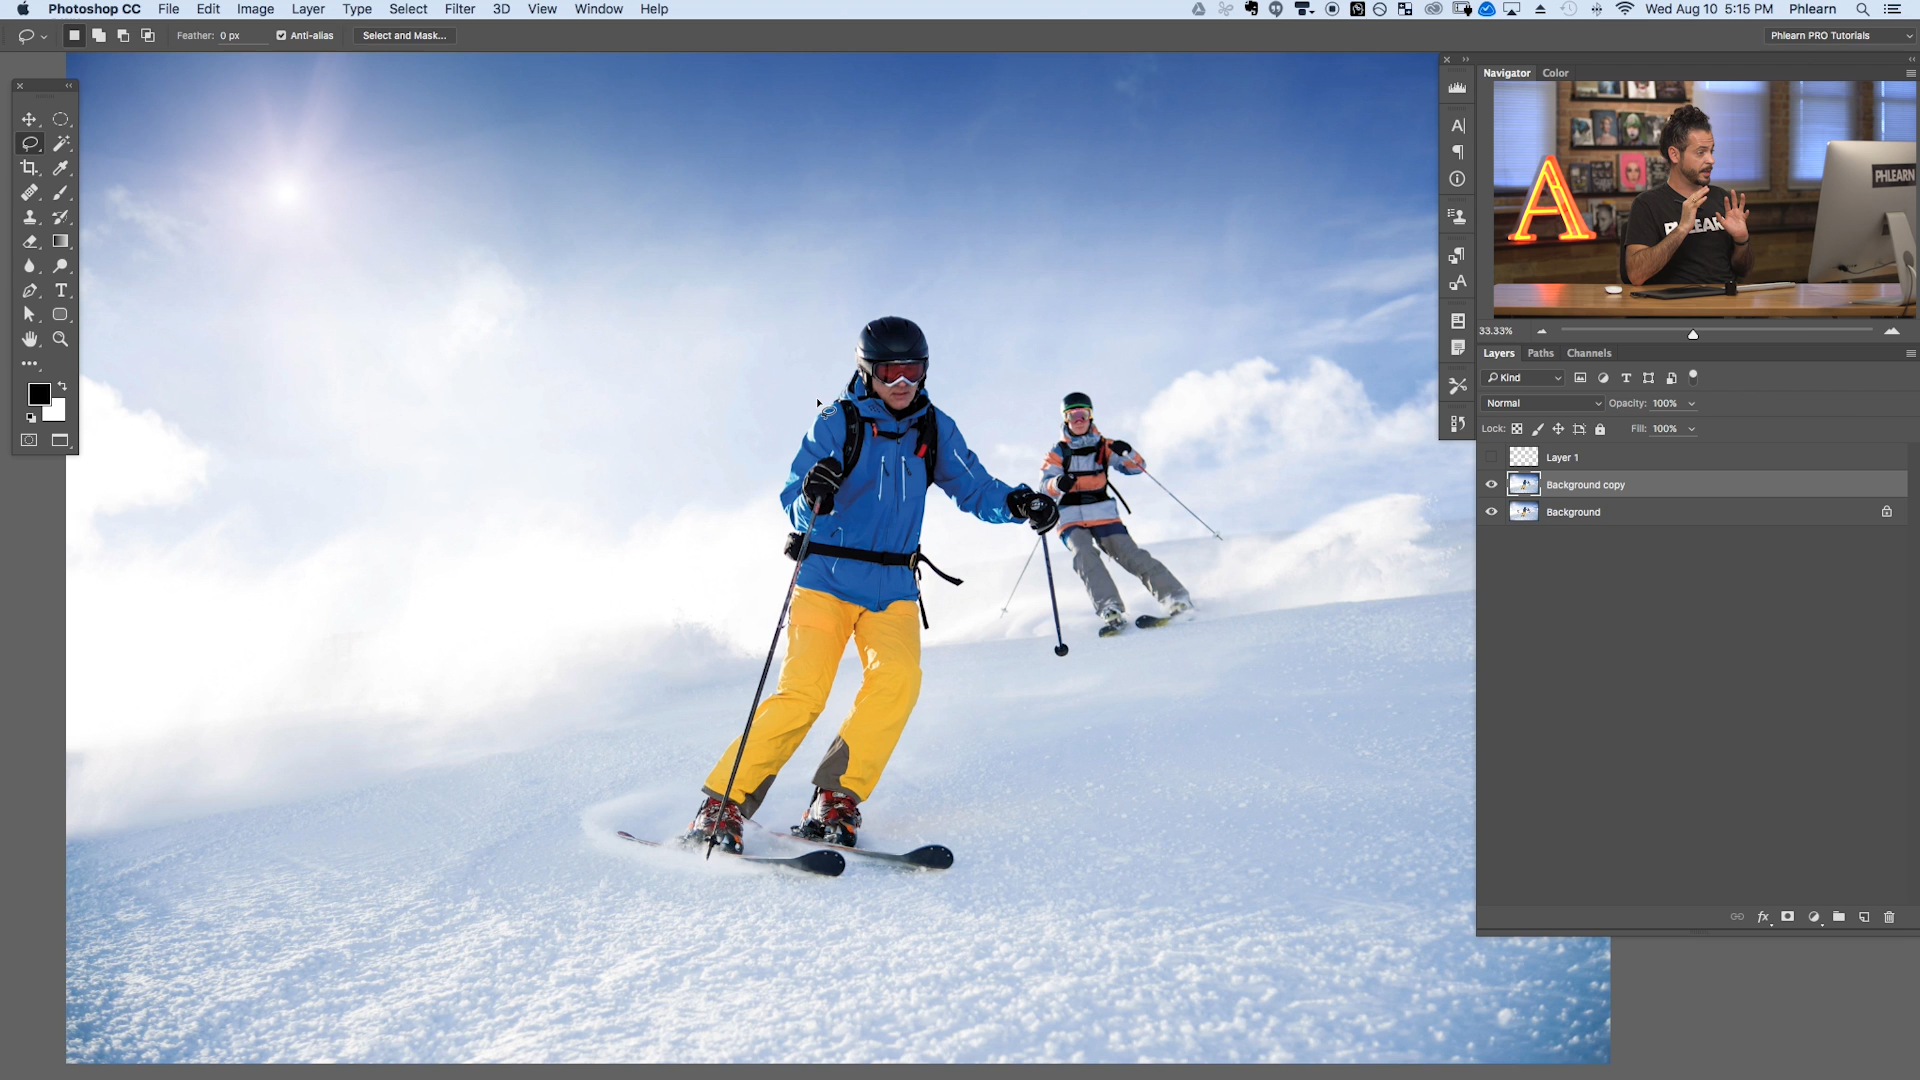 Photoshop CC File Edit Image Layer Type Select Filter 3D View Window Help Wed Aug 10 5:15 PM Phlearn
Feather: 0 px Anti-alias Select and Mask... Phlearn PRO Tutorials
Navigator Color
PHLEARN
PHLEARN
A
33.33%
Layers Paths Channels
Kind
Normal Opacity: 100%
Lock: Fill: 100%
Layer 1
Background copy
Background
fx